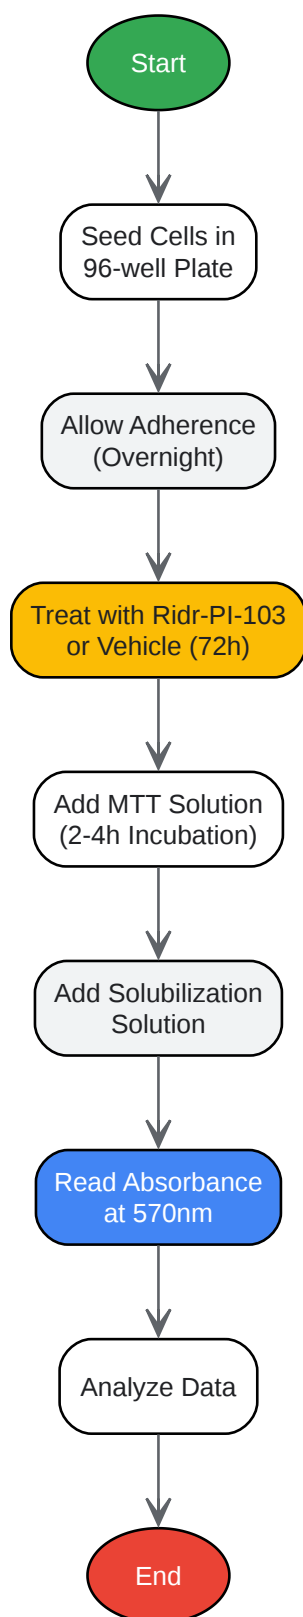 Start
Seed Cells in
96-well Plate
Allow Adherence
(Overnight)
Treat with Ridr-PI-103
or Vehicle (72h)
Add MTT Solution
(2-4h Incubation)
Add Solubilization
Solution
Read Absorbance
at 570nm
Analyze Data
End